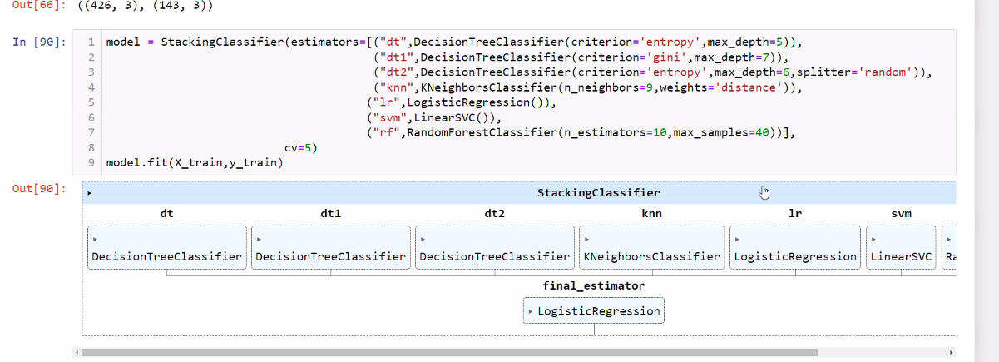 Out[66]: ((426, 3), (143, 3))
In [90]:
1 model = StackingClassifier(estimators=[("dt",DecisionTreeClassifier(criterion='entropy',max_depth=5)),
2 ("dt1",DecisionTreeClassifier(criterion='gini',max_depth=7)),
3 ("dt2",DecisionTreeClassifier(criterion='entropy',max_depth=6,splitter='random')),
4 ("knn",KNeighborsClassifier(n_neighbors=9,weights='distance')),
5 ("lr",LogisticRegression()),
6 ("svm",LinearSVC()),
7 ("rf",RandomForestClassifier(n_estimators=10,max_samples=40))],
8 cv=5)
9 model.fit(X_train,y_train)
Out[90]:
StackingClassifier
dt dt1 dt2 knn lr svm
DecisionTreeClassifier DecisionTreeClassifier DecisionTreeClassifier KNeighborsClassifier LogisticRegression LinearSVC Ra
final_estimator
LogisticRegression